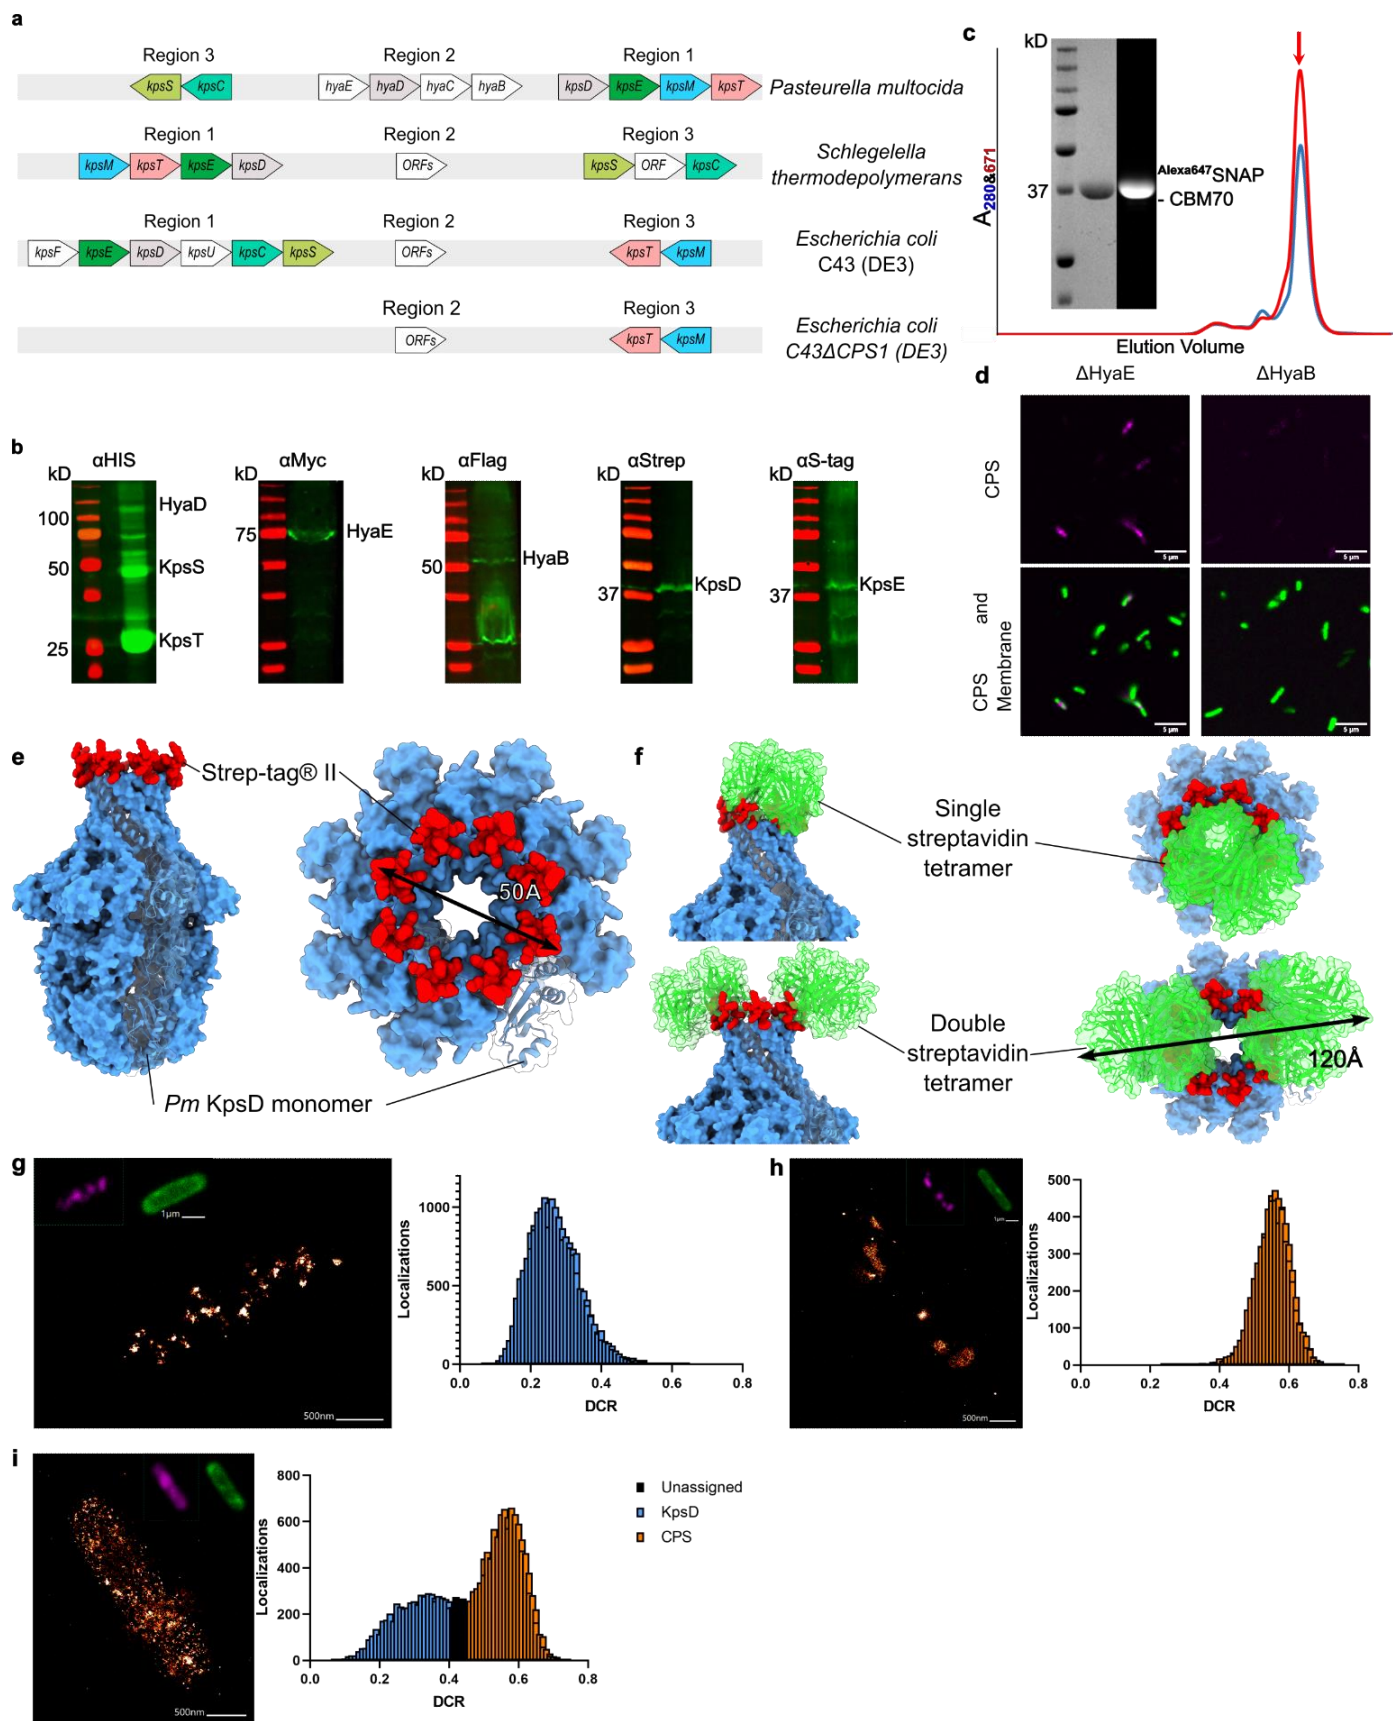 a
Region 3
Region 2
Region 1
kpsS
kpsC
hyaE
hyaD
hyaC
hyaB
kpsD
kpsE
kpsM
kpsT
Pasteurella multocida
Region 1
Region 2
Region 3
kpsM
kpsT
kpsE
kpsD
ORFs
kpsS
ORF
kpsC
Schlegelella
thermodepolymerans
Region 1
Region 2
Region 3
kpsF
kpsE
kpsD
kpsU
kpsC
kpsS
ORFs
kpsT
kpsM
Escherichia coli
C43 (DE3)
Region 2
Region 3
ORFs
kpsT
kpsM
Escherichia coli
C43ΔCPS1 (DE3)
b
αHIS
kD
100
50
25
HyaD
KpsS
KpsT
αMyc
kD
75
HyaE
αFlag
kD
50
HyaB
αStrep
kD
37
KpsD
αS-tag
kD
37
KpsE
c
kD
37
Alexa647SNAP
- CBM70
A280&671
Elution Volume
d
ΔHyaE
ΔHyaB
CPS
5 µm
5 µm
CPS and
Membrane
5 µm
5 µm
e
Strep-tag® II
50Å
Pm KpsD monomer
f
Single
streptavidin
tetramer
Double
streptavidin
tetramer
120Å
g
1µm
500nm
Localizations
1000
500
0
0.0
0.2
0.4
0.6
0.8
DCR
h
1µm
500nm
Localizations
500
400
300
200
100
0
0.0
0.2
0.4
0.6
0.8
DCR
i
500nm
Localizations
800
600
400
200
0
0.0
0.2
0.4
0.6
0.8
DCR
Unassigned
KpsD
CPS